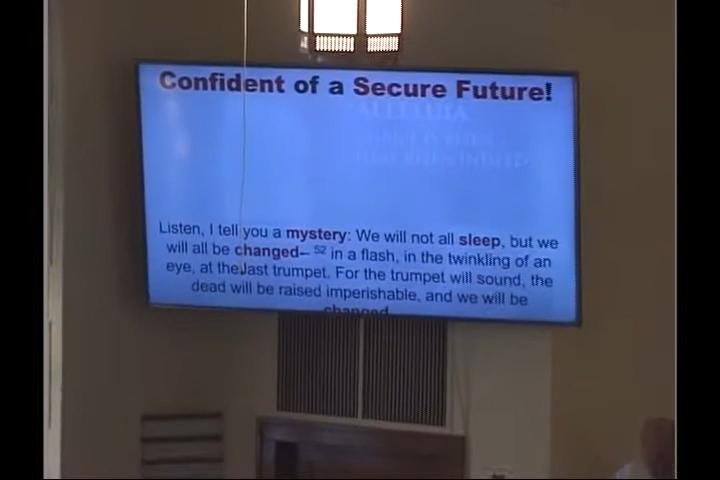 Confident of a Secure Future!
ALLELUIA
Listen, I tell you a mystery: We will not all sleep, but we
will all be changed– 52 in a flash, in the twinkling of an
eye, at the last trumpet. For the trumpet will sound, the
dead will be raised imperishable, and we will be
changed